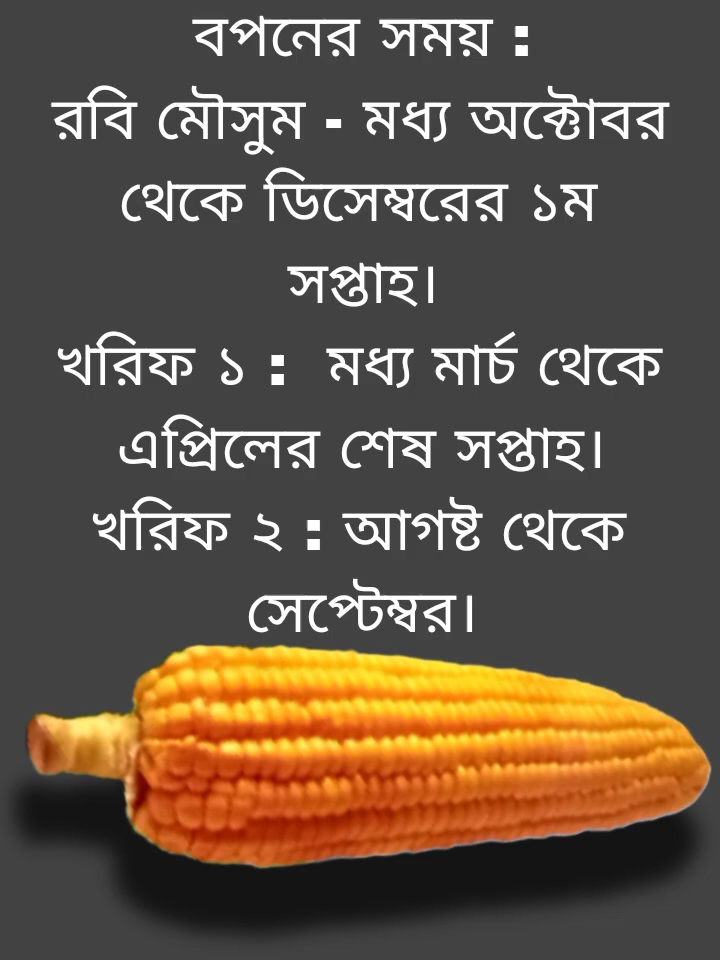 বপনের সময় :
রবি মৌসুম - মধ্য অক্টোবর
থেকে ডিসেম্বরের ১ম
সপ্তাহ।
খরিফ ১ : মধ্য মার্চ থেকে
এপ্রিলের শেষ সপ্তাহ।
খরিফ ২ : আগষ্ট থেকে
সেপ্টেম্বর।